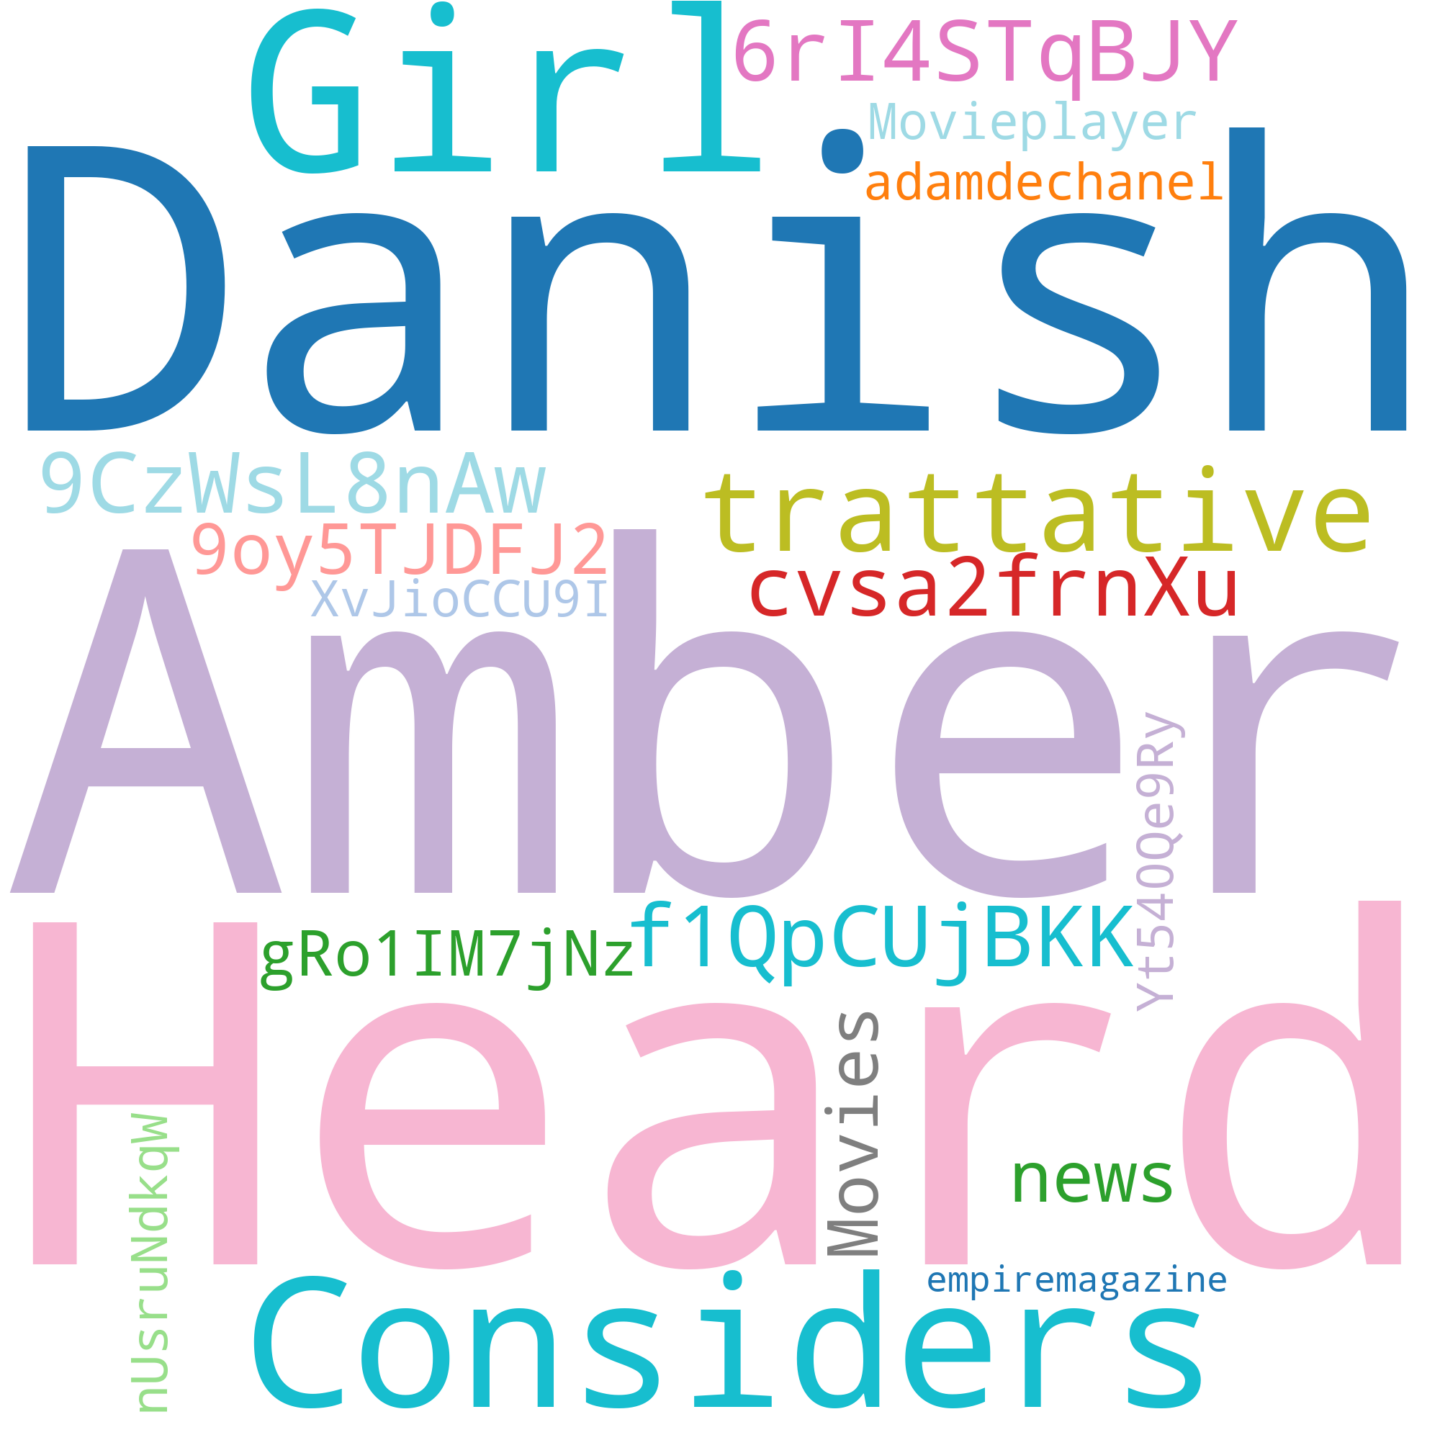 Girl
6rI4STqBJY
Movieplayer
adamdechanel
Danish
9CzWsL8nAw
trattative
9oy5TJDFJ2
cvsa2frnXu
XvJioCCU9I
Amber
Yt54OQe9Ry
gRo1IM7jNz
f1QpCUjBKK
Heard
Movies
nUsruNdkqW
news
empiremagazine
Considers